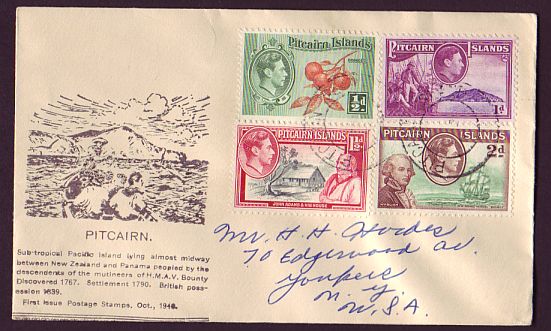 Pitcairn Islands
ORANGE
½d
PITCAIRN ISLANDS
1d
PITCAIRN ISLANDS
1½d
JOHN ADAMS & HIS HOUSE
PITCAIRN ISLANDS
2d
PITCAIRN.
Sub-tropical Pacific Island lying almost midway
between New Zealand and Panama peopled by the
descendents of the mutineers of H.M.A.V. Bounty
Discovered 1767. Settlement 1790. British poss-
ession 1839.
First Issue Postage Stamps, Oct., 1940.
Mr. H. H. Hordes
70 Edgewood av
Yonkers
N. Y.
U.S.A.